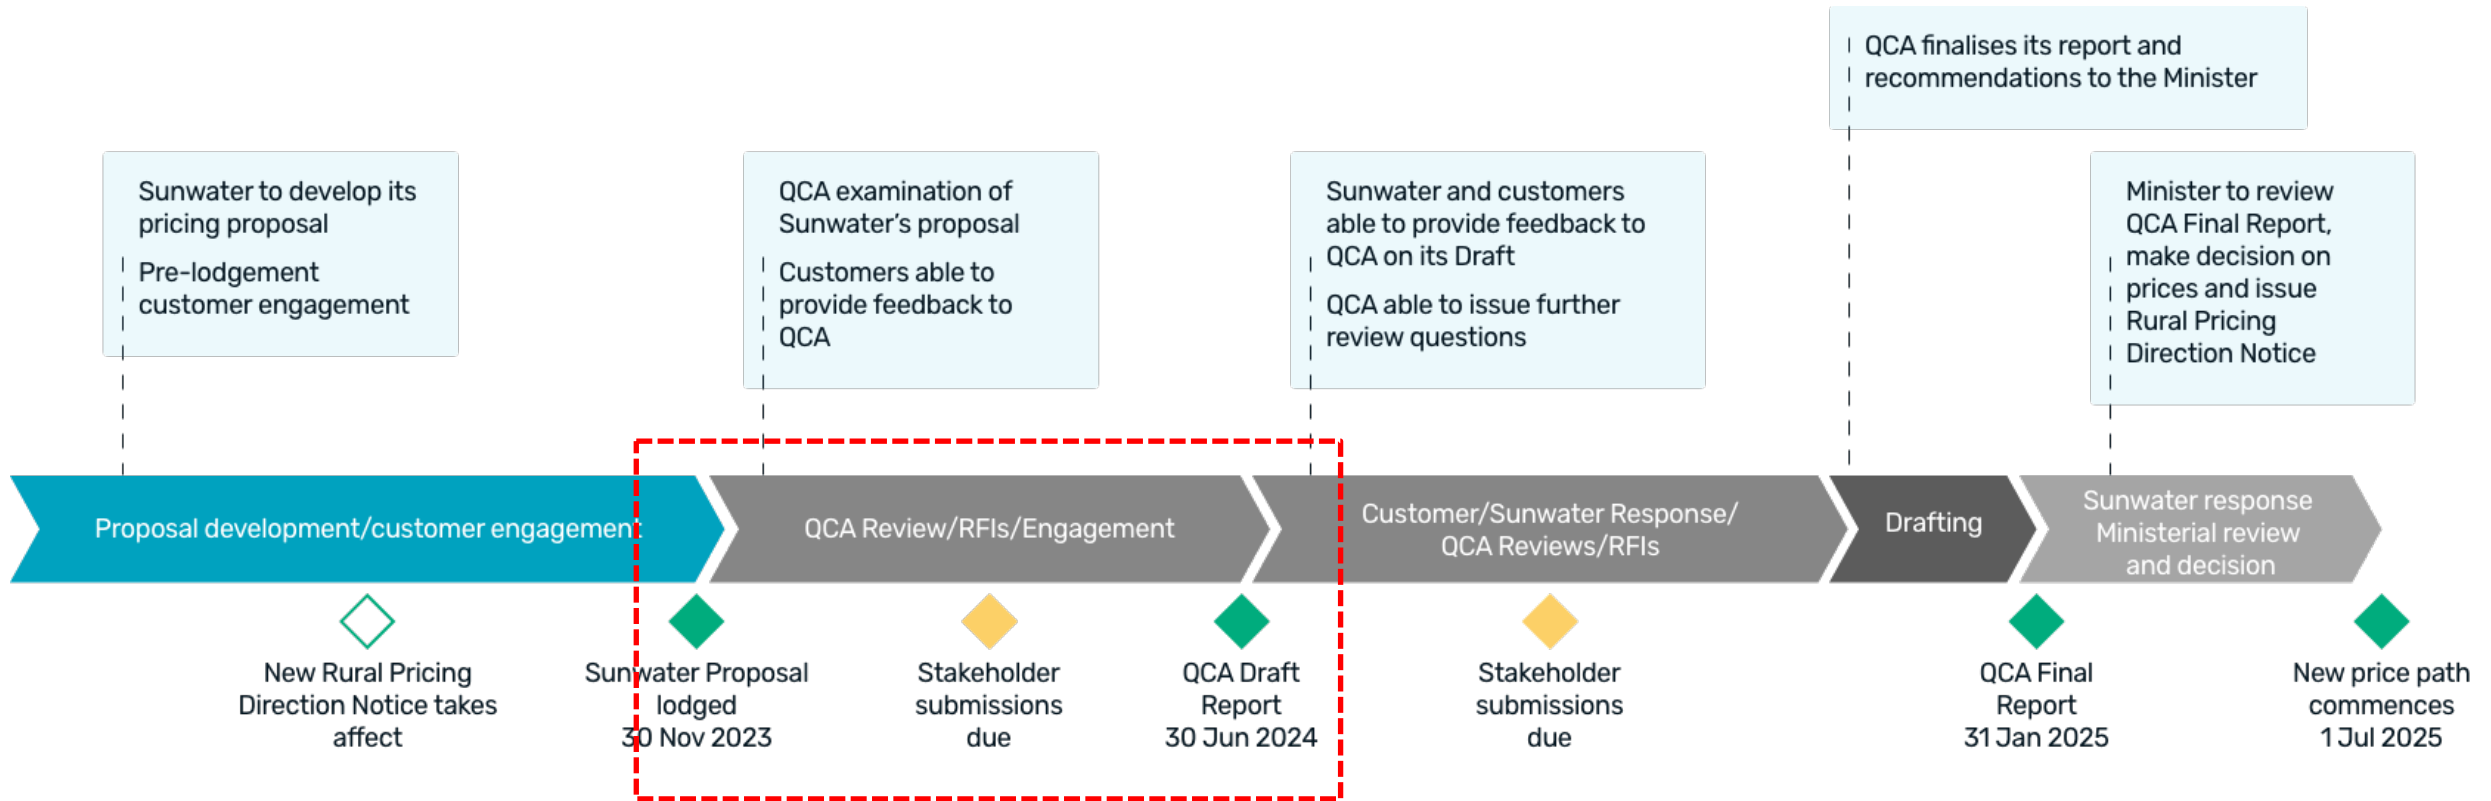 QCA finalises its report and
recommendations to the Minister
Sunwater to develop its
pricing proposal
Pre-lodgement
customer engagement
QCA examination of
Sunwater's proposal
Customers able to
provide feedback to
QCA
Sunwater and customers
able to provide feedback to
QCA on its Draft
QCA able to issue further
review questions
Minister to review
QCA Final Report,
make decision on
prices and issue
Rural Pricing
Direction Notice
Proposal development/customer engagement
QCA Review/RFIs/Engagement
Customer/Sunwater Response/
QCA Reviews/RFIs
Drafting
Sunwater response
Ministerial review
and decision
New Rural Pricing
Direction Notice takes
affect
Sunwater Proposal
lodged
30 Nov 2023
Stakeholder
submissions
due
QCA Draft
Report
30 Jun 2024
Stakeholder
submissions
due
QCA Final
Report
31 Jan 2025
New price path
commences
1 Jul 2025